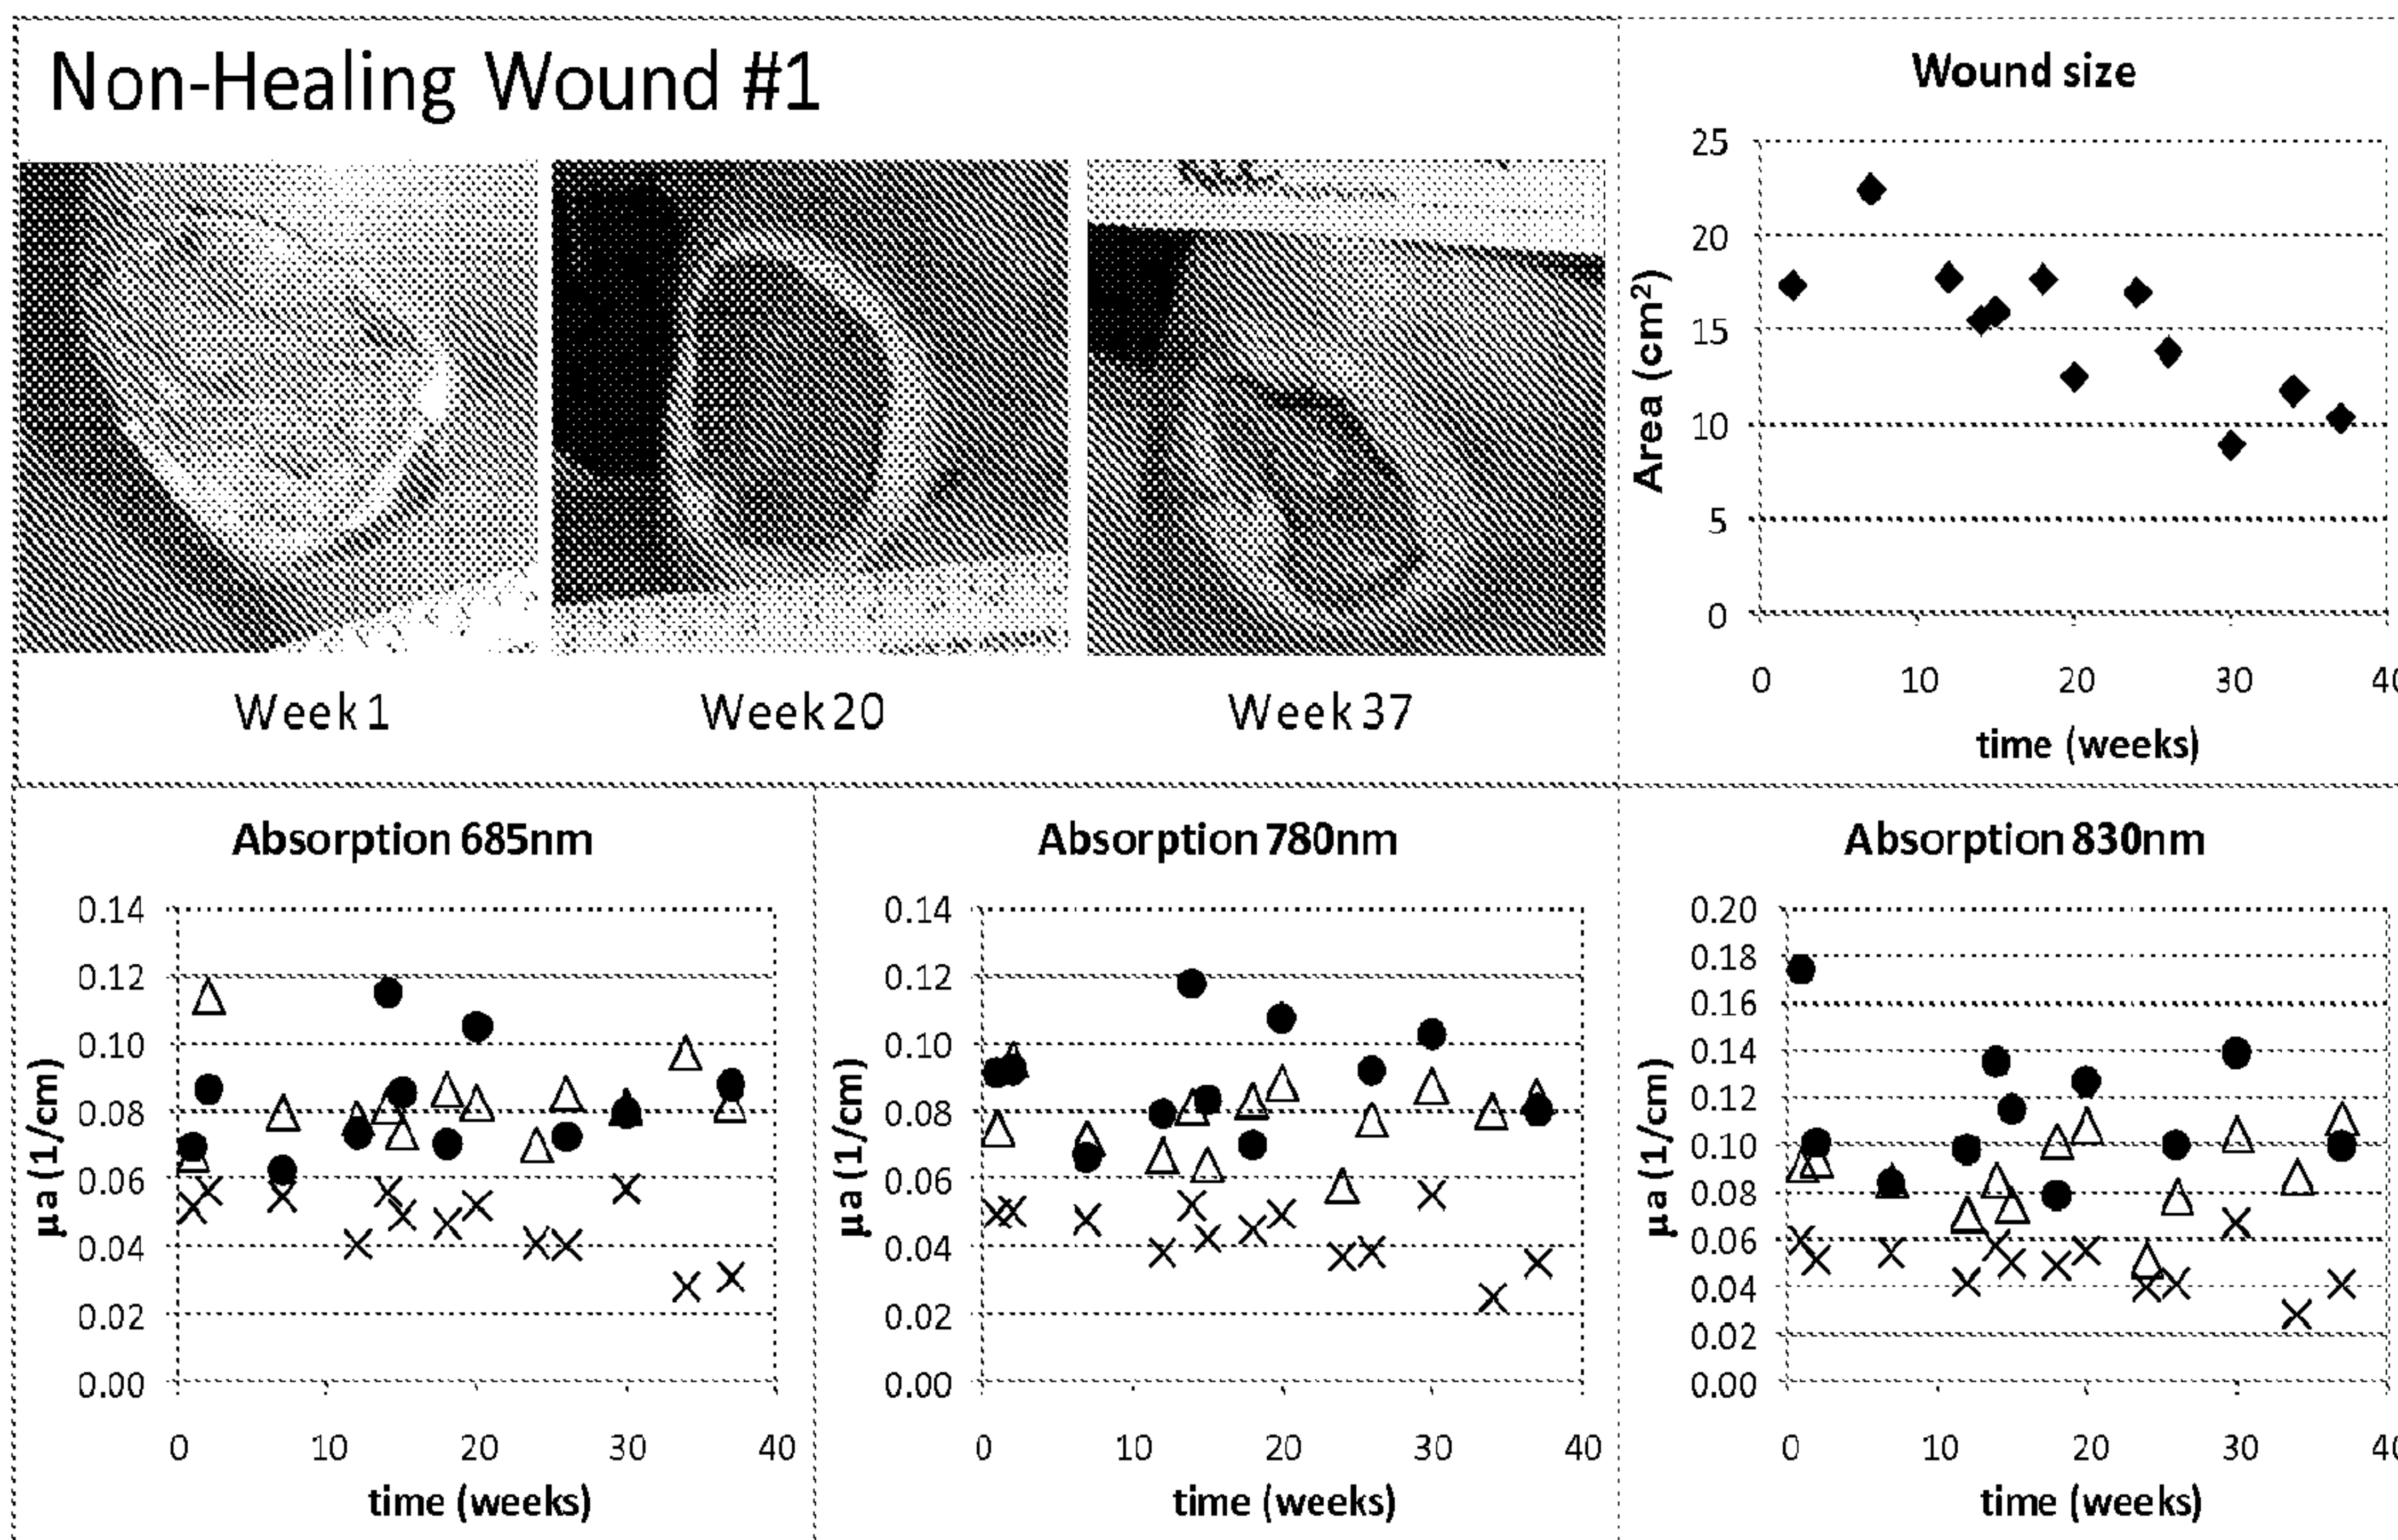 Non-Healing Wound #1
Week 1
Week 20
Week 37
Wound size
Area (cm²)
25
20
15
10
5
0
0 10 20 30 40
time (weeks)
Absorption 685nm
μa (1/cm)
0.14
0.12
0.10
0.08
0.06
0.04
0.02
0.00
0 10 20 30 40
time (weeks)
Absorption 780nm
μa (1/cm)
0.14
0.12
0.10
0.08
0.06
0.04
0.02
0.00
0 10 20 30 40
time (weeks)
Absorption 830nm
μa (1/cm)
0.20
0.18
0.16
0.14
0.12
0.10
0.08
0.06
0.04
0.02
0.00
0 10 20 30 40
time (weeks)